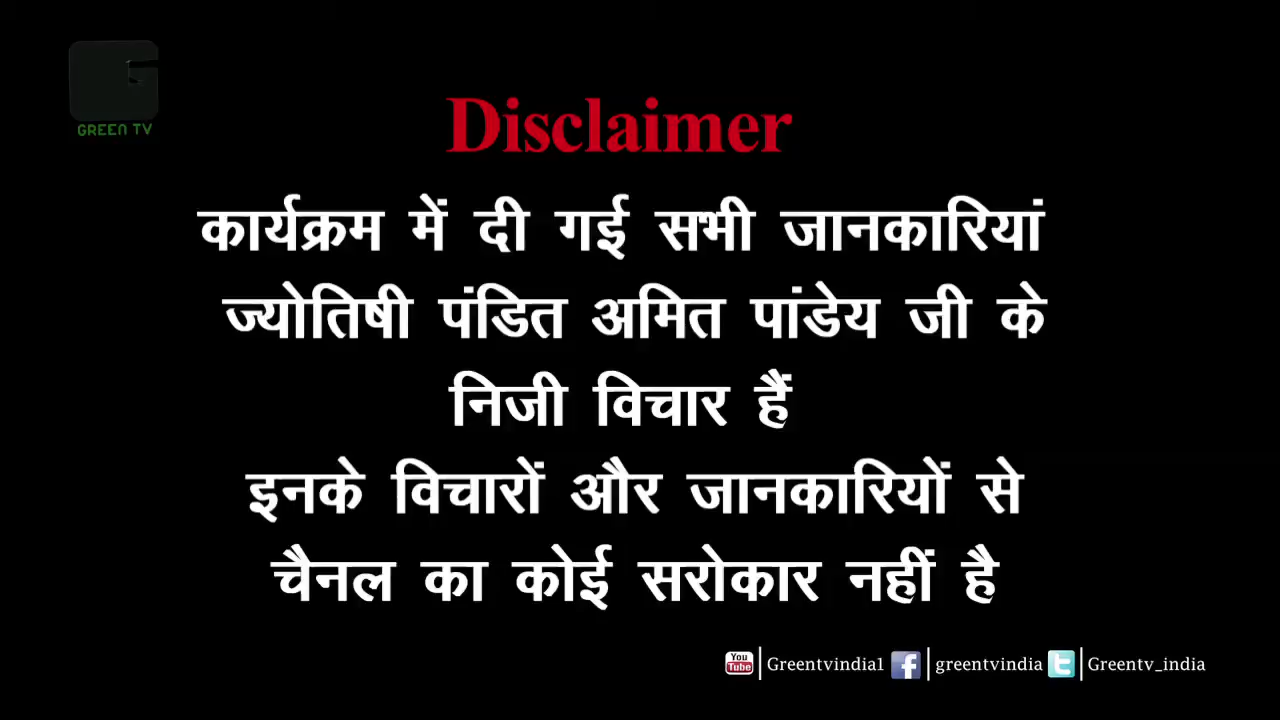 GREEN TV
Disclaimer
कार्यक्रम में दी गई सभी जानकारियां
ज्योतिषी पंडित अमित पांडेय जी के
निजी विचार हैं
इनके विचारों और जानकारियों से
चैनल का कोई सरोकार नहीं है
You Tube Greentvindia1 f greentvindia t Greentv_india